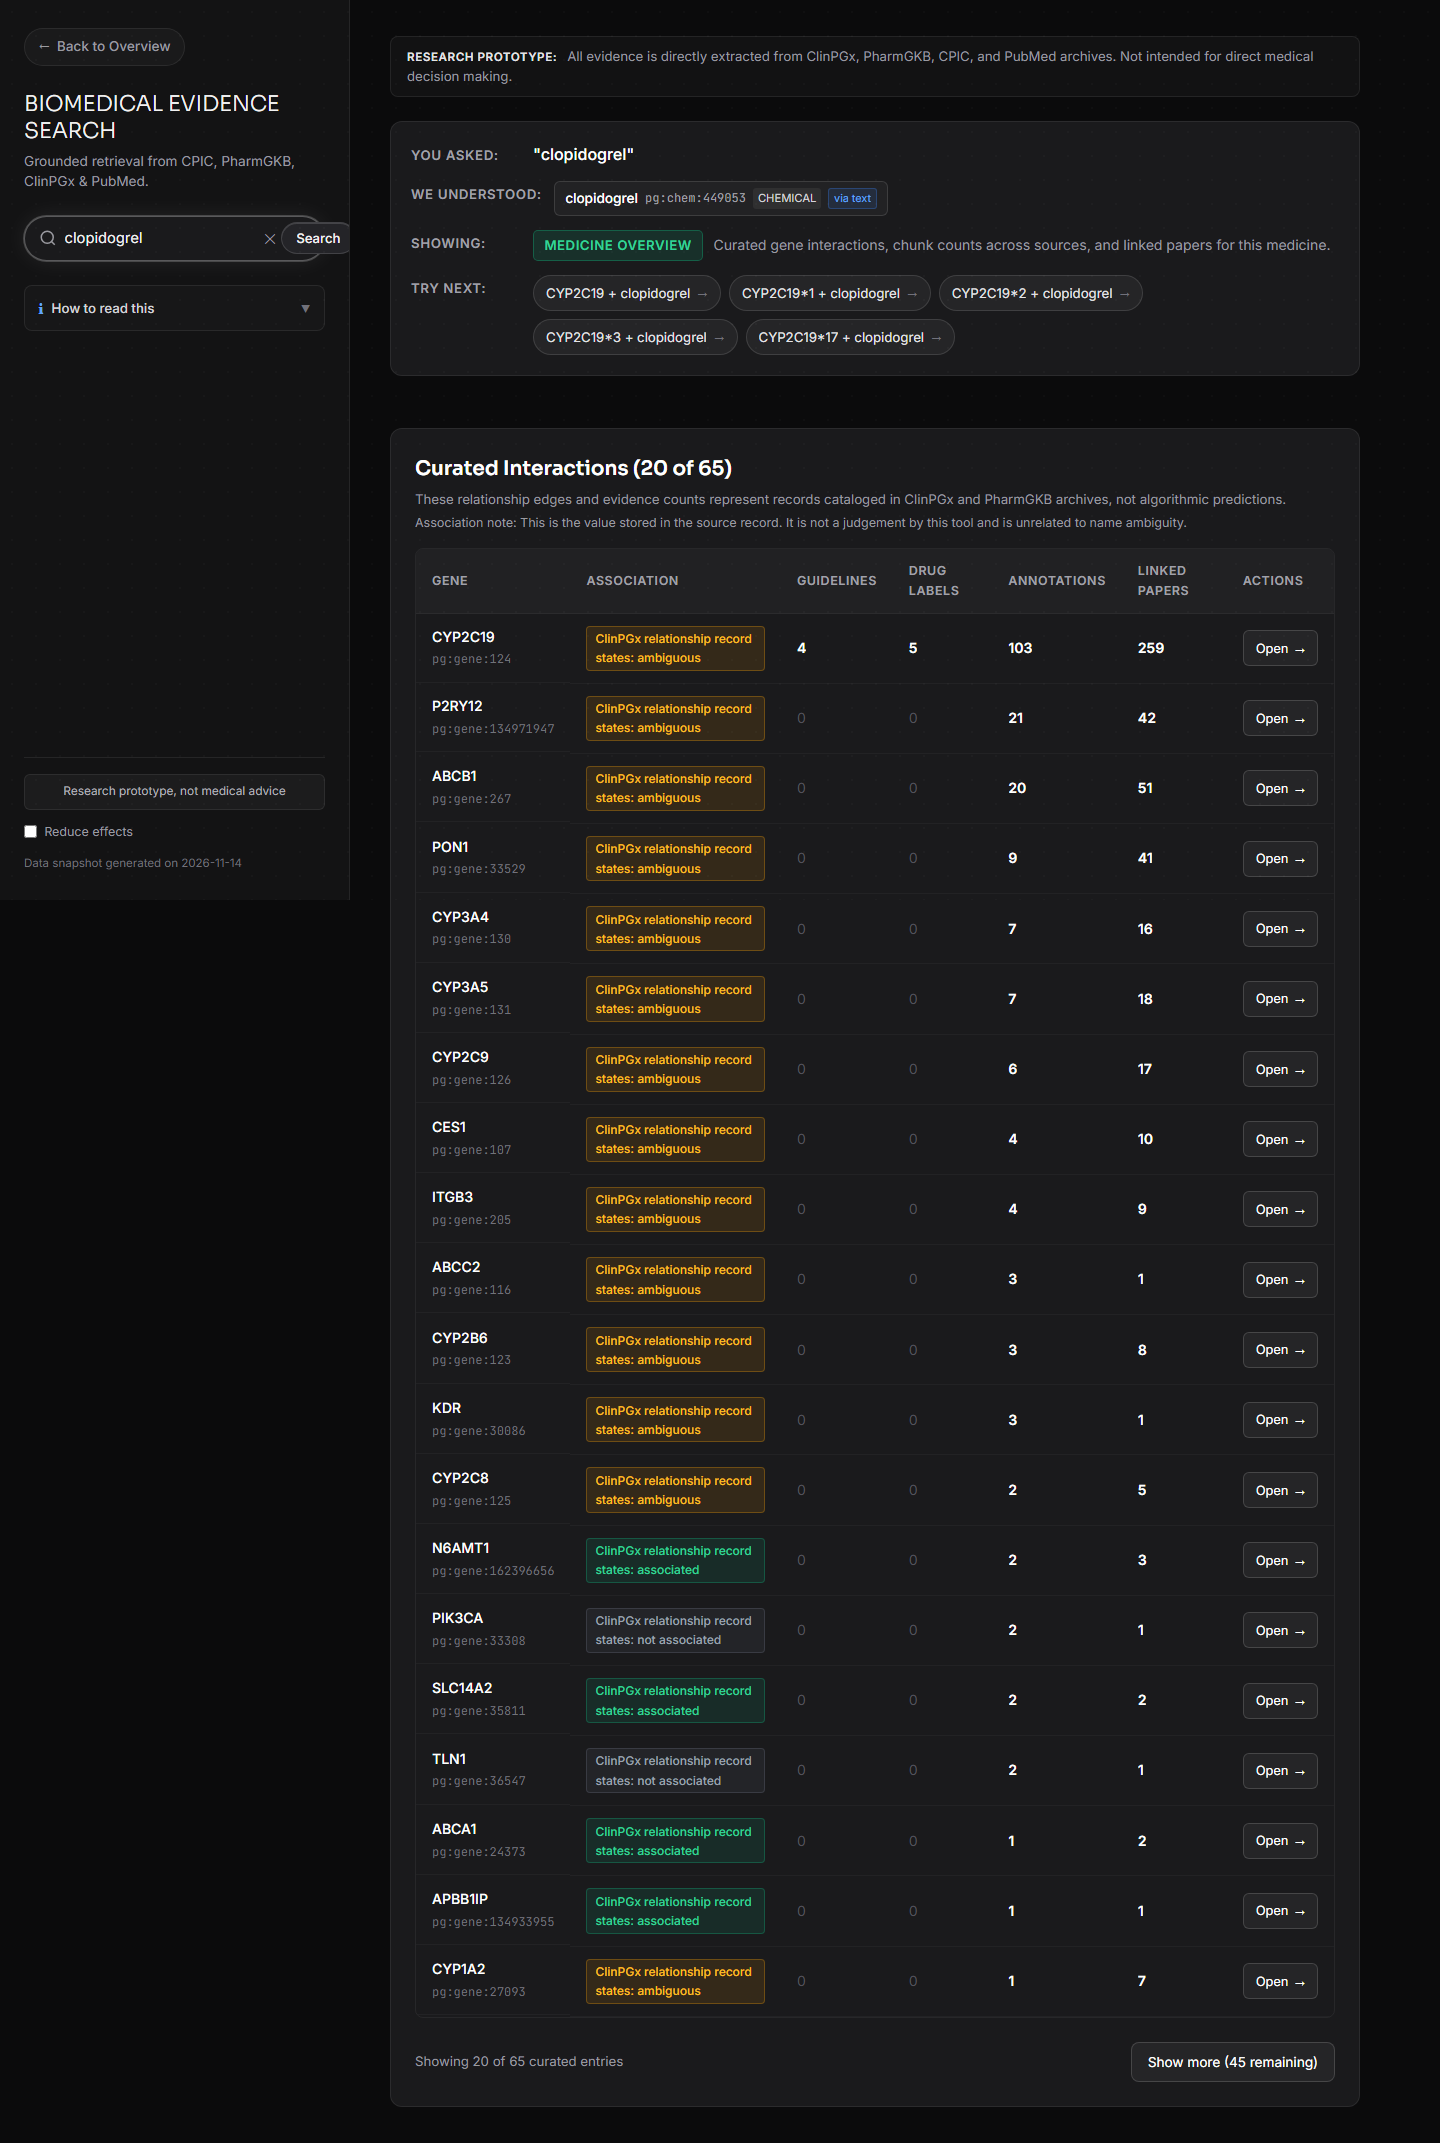 ← Back to Overview
BIOMEDICAL EVIDENCE
SEARCH
Grounded retrieval from CPIC, PharmGKB,
ClinPGx & PubMed.
clopidogrel
Search
How to read this
Research prototype, not medical advice
Reduce effects
Data snapshot generated on 2026-11-14
RESEARCH PROTOTYPE: All evidence is directly extracted from ClinPGx, PharmGKB, CPIC, and PubMed archives. Not intended for direct medical
decision making.
YOU ASKED: "clopidogrel"
WE UNDERSTOOD: clopidogrel pg:chem:449053 CHEMICAL via text
SHOWING: MEDICINE OVERVIEW Curated gene interactions, chunk counts across sources, and linked papers for this medicine.
TRY NEXT: CYP2C19 + clopidogrel → CYP2C19*1 + clopidogrel → CYP2C19*2 + clopidogrel →
CYP2C19*3 + clopidogrel → CYP2C19*17 + clopidogrel →
Curated Interactions (20 of 65)
These relationship edges and evidence counts represent records cataloged in ClinPGx and PharmGKB archives, not algorithmic predictions.
Association note: This is the value stored in the source record. It is not a judgement by this tool and is unrelated to name ambiguity.
GENE ASSOCIATION GUIDELINES DRUG LABELS ANNOTATIONS LINKED PAPERS ACTIONS
CYP2C19 pg:gene:124 ClinPGx relationship record states: ambiguous 4 5 103 259 Open →
P2RY12 pg:gene:134971947 ClinPGx relationship record states: ambiguous 0 0 21 42 Open →
ABCB1 pg:gene:267 ClinPGx relationship record states: ambiguous 0 0 20 51 Open →
PON1 pg:gene:33529 ClinPGx relationship record states: ambiguous 0 0 9 41 Open →
CYP3A4 pg:gene:130 ClinPGx relationship record states: ambiguous 0 0 7 16 Open →
CYP3A5 pg:gene:131 ClinPGx relationship record states: ambiguous 0 0 7 18 Open →
CYP2C9 pg:gene:126 ClinPGx relationship record states: ambiguous 0 0 6 17 Open →
CES1 pg:gene:107 ClinPGx relationship record states: ambiguous 0 0 4 10 Open →
ITGB3 pg:gene:205 ClinPGx relationship record states: ambiguous 0 0 4 9 Open →
ABCC2 pg:gene:116 ClinPGx relationship record states: ambiguous 0 0 3 1 Open →
CYP2B6 pg:gene:123 ClinPGx relationship record states: ambiguous 0 0 3 8 Open →
KDR pg:gene:30086 ClinPGx relationship record states: ambiguous 0 0 3 1 Open →
CYP2C8 pg:gene:125 ClinPGx relationship record states: ambiguous 0 0 2 5 Open →
N6AMT1 pg:gene:162396656 ClinPGx relationship record states: associated 0 0 2 3 Open →
PIK3CA pg:gene:33308 ClinPGx relationship record states: not associated 0 0 2 1 Open →
SLC14A2 pg:gene:35811 ClinPGx relationship record states: associated 0 0 2 2 Open →
TLN1 pg:gene:36547 ClinPGx relationship record states: not associated 0 0 2 1 Open →
ABCA1 pg:gene:24373 ClinPGx relationship record states: associated 0 0 1 2 Open →
APBB1IP pg:gene:134933955 ClinPGx relationship record states: associated 0 0 1 1 Open →
CYP1A2 pg:gene:27093 ClinPGx relationship record states: ambiguous 0 0 1 7 Open →
Showing 20 of 65 curated entries
Show more (45 remaining)